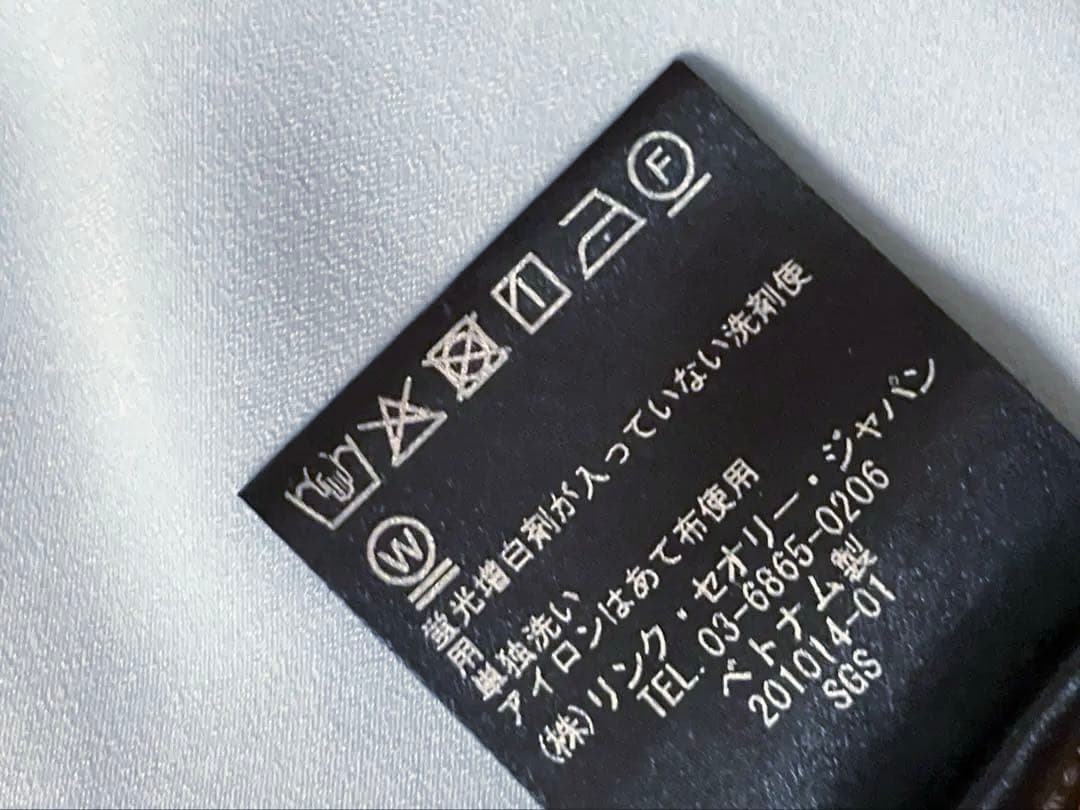 F
W
蛍光増白剤が入っていない洗剤使
用
単独洗い
アイロンはあて布使用
(株)リンク・セオリー・ジャパン
TEL. 03-6865-0206
ベトナム製
201014-01
SGS